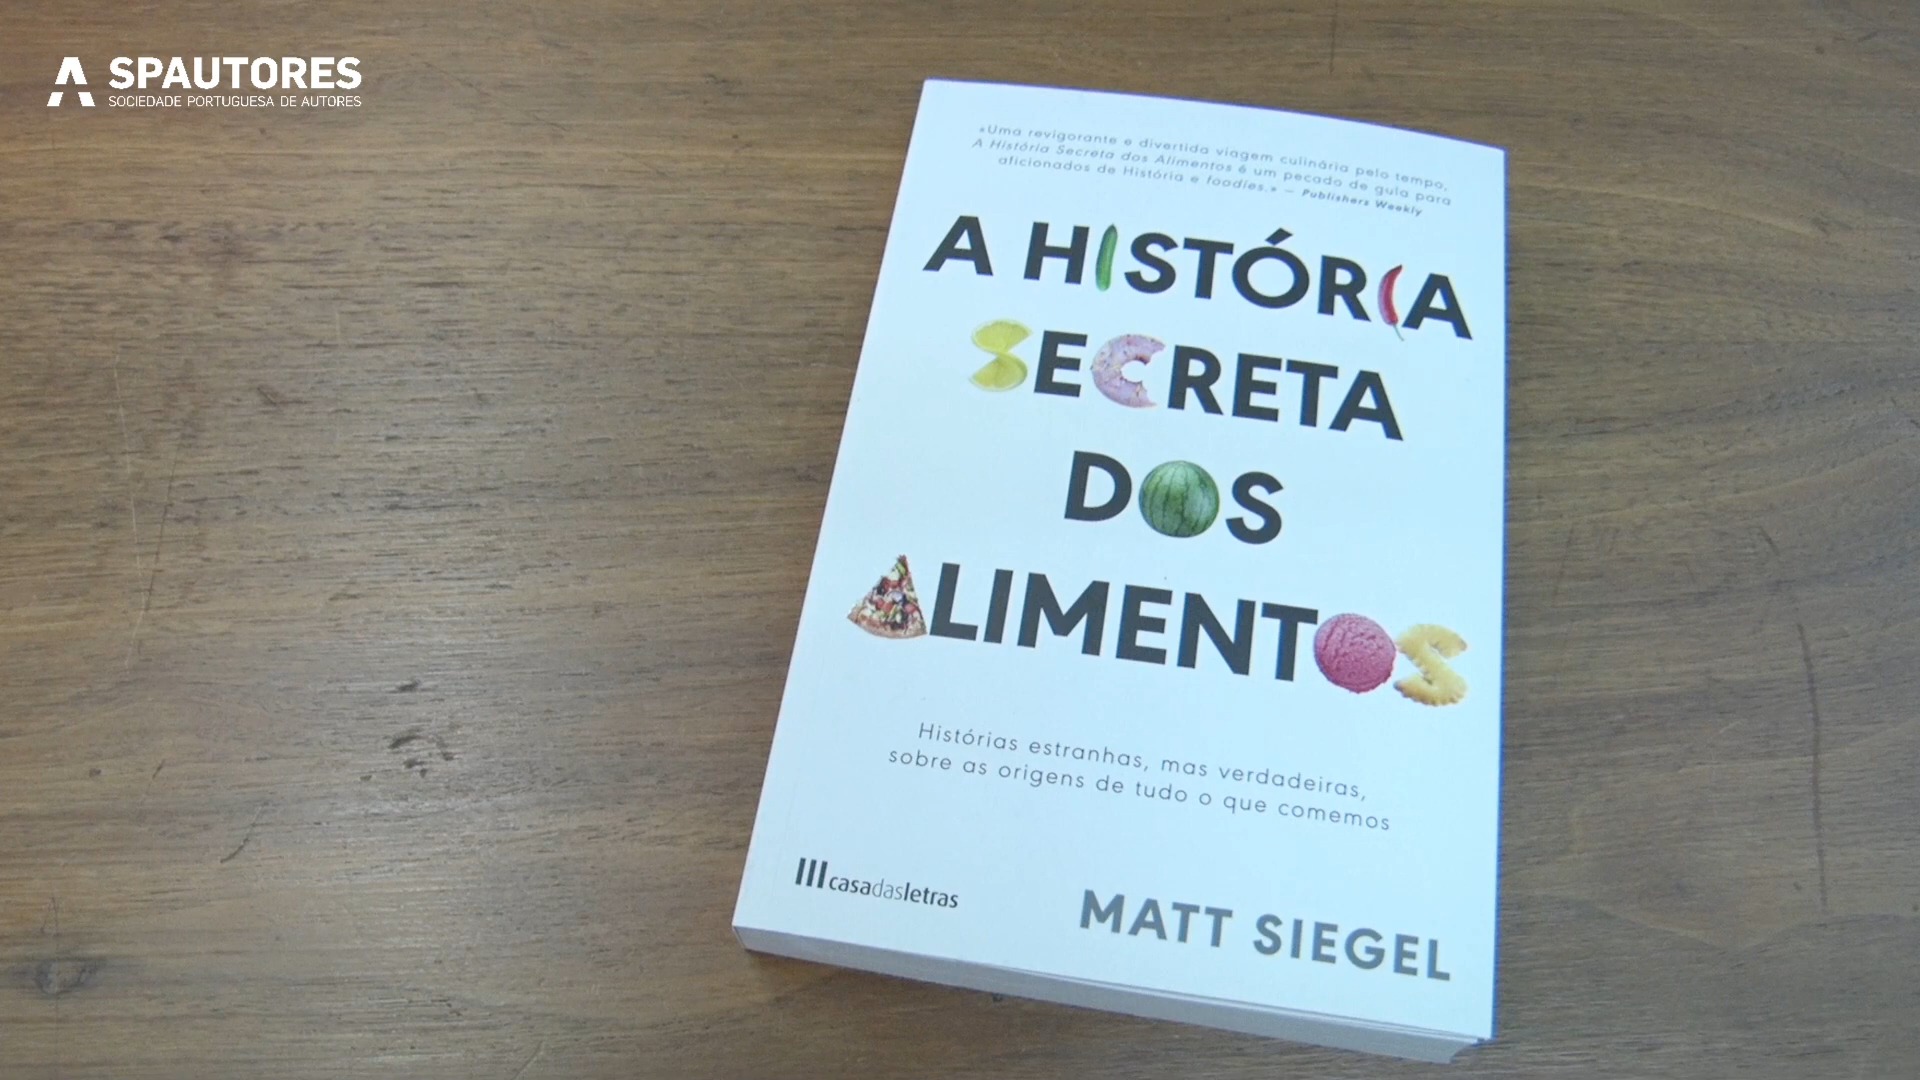 SPAUTORES
SOCIEDADE PORTUGUESA DE AUTORES
«Uma revigorante e divertida viagem culinária pelo tempo,
A História Secreta dos Alimentos é um pecado de gula para
aficionados de História e foodies.» – Publishers Weekly
A HISTÓRIA
SECRETA
DOS
ALIMENTOS
Histórias estranhas, mas verdadeiras,
sobre as origens de tudo o que comemos
casadasletras
MATT SIEGEL